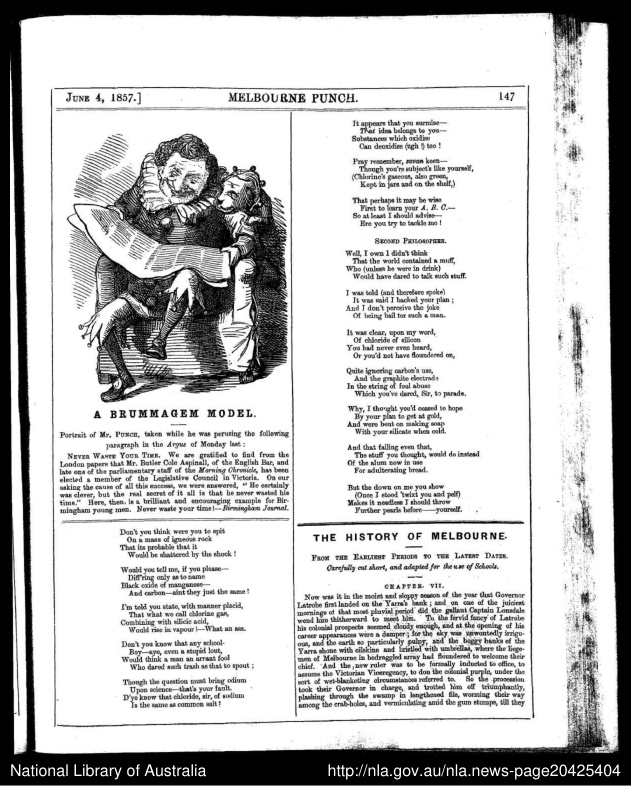 JUNE 4, 1857.]
MELBOURNE PUNCH.
147
A BRUMMAGEM MODEL.
Portrait of MR. PUNCH, taken while he was perusing the following
paragraph in the Argus of Monday last :
NEVER WASTE YOUR TIME. We are gratified to find from the
London papers that Mr. Butler Cole Aspinall, of the English Bar, and
late one of the parliamentary staff of the Morning Chronicle, has been
elected a member of the Legislative Council in Victoria. On our
asking the cause of all this success, we were answered, "He certainly
was clever, but the real secret of it all is that he never wasted his
time." Here, then, is a brilliant and encouraging example for Bir-
mingham young men. Never waste your time!—Birmingham Journal.
Don't you think were you to spit
On a mass of igneous rock
That its probable that it
Would be shattered by the shock !
Would you tell me, if you please—
Diff'ring only as to name
Black oxide of manganese—
And carbon—aint they just the same !
I'm told you state, with manner placid,
That what we call chlorine gas,
Combining with silicic acid,
Would rise in vapour !—What an ass.
Don't you know that any school-
Boy—aye, even a stupid lout,
Would think a man an arrant fool
Who dared such trash as that to spout ;
Though the question must bring odium
Upon science—that's your fault.
D'ye know that chloride, sir, of sodium
Is the same as common salt !
It appears that you surmise—
That idea belongs to you—
Substances which oxidise
Can deoxidize (ugh !) too !
Pray remember, savan keen—
Though you're subject's like yourself,
(Chlorine's gaseous, also green,
Kept in jars and on the shelf,)
That perhaps it may be wise
First to learn your A. B. C.—
So at least I should advise—
Ere you try to tackle me !
SECOND PHILOSOPHER.
Well, I own I didn't think
That the world contained a muff,
Who (unless he were in drink)
Would have dared to talk such stuff.
I was told (and therefore spoke)
It was said I backed your plan ;
And I don't perceive the joke
Of being bail for such a man.
It was clear, upon my word,
Of chloride of silicon
You had never even heard,
Or you'd not have floundered on,
Quite ignoring carbon's use,
And the graphite electrode
In the string of foul abuse
Which you've dared, Sir, to parade.
Why, I thought you'd ceased to hope
By your plan to get at gold,
And were bent on making soap
With your silicate when cold.
And that failing even that,
The stuff you thought, would do instead
Of the alum now in use
For adulterating bread.
But the down on me you show
(Once I stood 'twixt you and pelf)
Makes it needless I should throw
Further pearls before——yourself.
THE HISTORY OF MELBOURNE.
FROM THE EARLIEST PERIODS TO THE LATEST DATES.
Carefully cut short, and adapted for the use of Schools.
CHAPTER. VII.
Now was it in the moist and sloppy season of the year that Governor
Latrobe first landed on the Yarra's bank ; and on one of the juiciest
mornings of that most pluvial period did the gallant Captain Lonsdale
wend him thitherward to meet him. To the fervid fancy of Latrobe
his colonial prospects seemed cloudy enough, and at the opening of his
career appearances were a damper; for the sky was unwontedly irrigu-
ous, and the earth so particularly pulpy, and the boggy banks of the
Yarra shone with oilskins and bristled with umbrellas, where the liege-
men of Melbourne in bedraggled array had floundered to welcome their
chief. And the new ruler was to be formally inducted to office, to
assume the Victorian Viceregency, to don the colonial purple, under the
sort of wet-blanketing circumstances referred to. So the procession
took their Governor in charge, and trotted him off triumphantly,
plashing through the swamp in lengthened file, worming their way
among the crab-holes, and vermiculating amid the gum stumps, till they
National Library of Australia
http://nla.gov.au/nla.news-page20425404